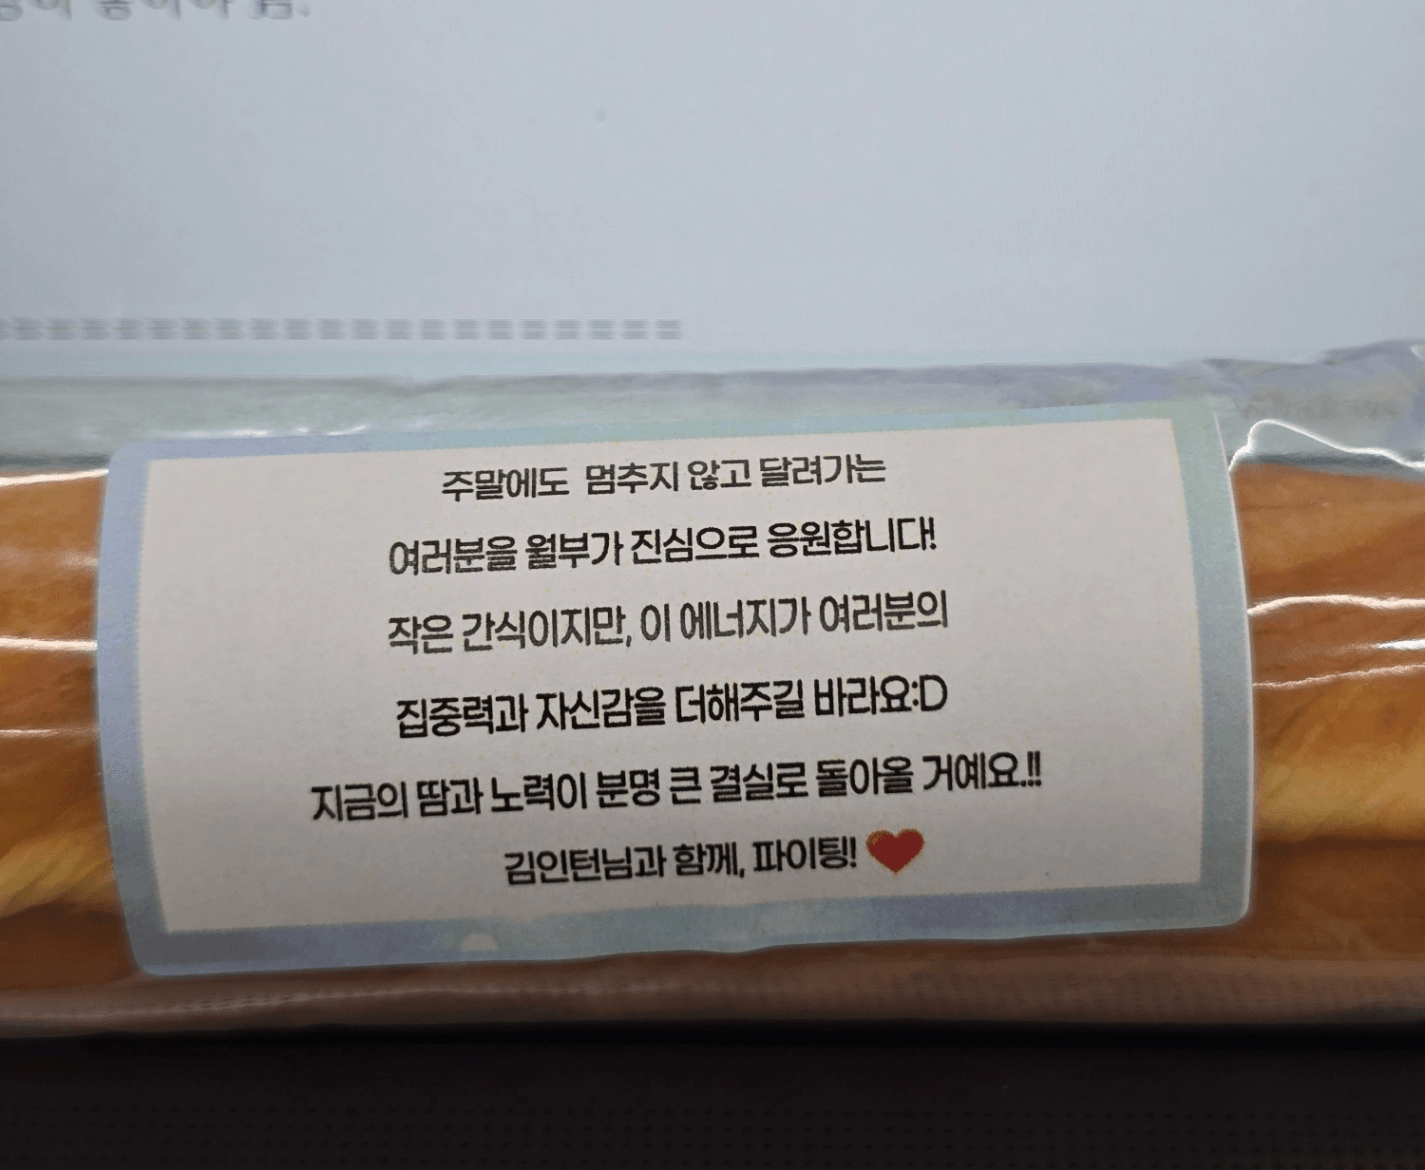 주말에도 멈추지 않고 달려가는
여러분을 월부가 진심으로 응원합니다!
작은 간식이지만, 이 에너지가 여러분의
집중력과 자신감을 더해주길 바라요:D
지금의 땀과 노력이 분명 큰 결실로 돌아올 거예요.!!
김인턴님과 함께, 파이팅! ❤